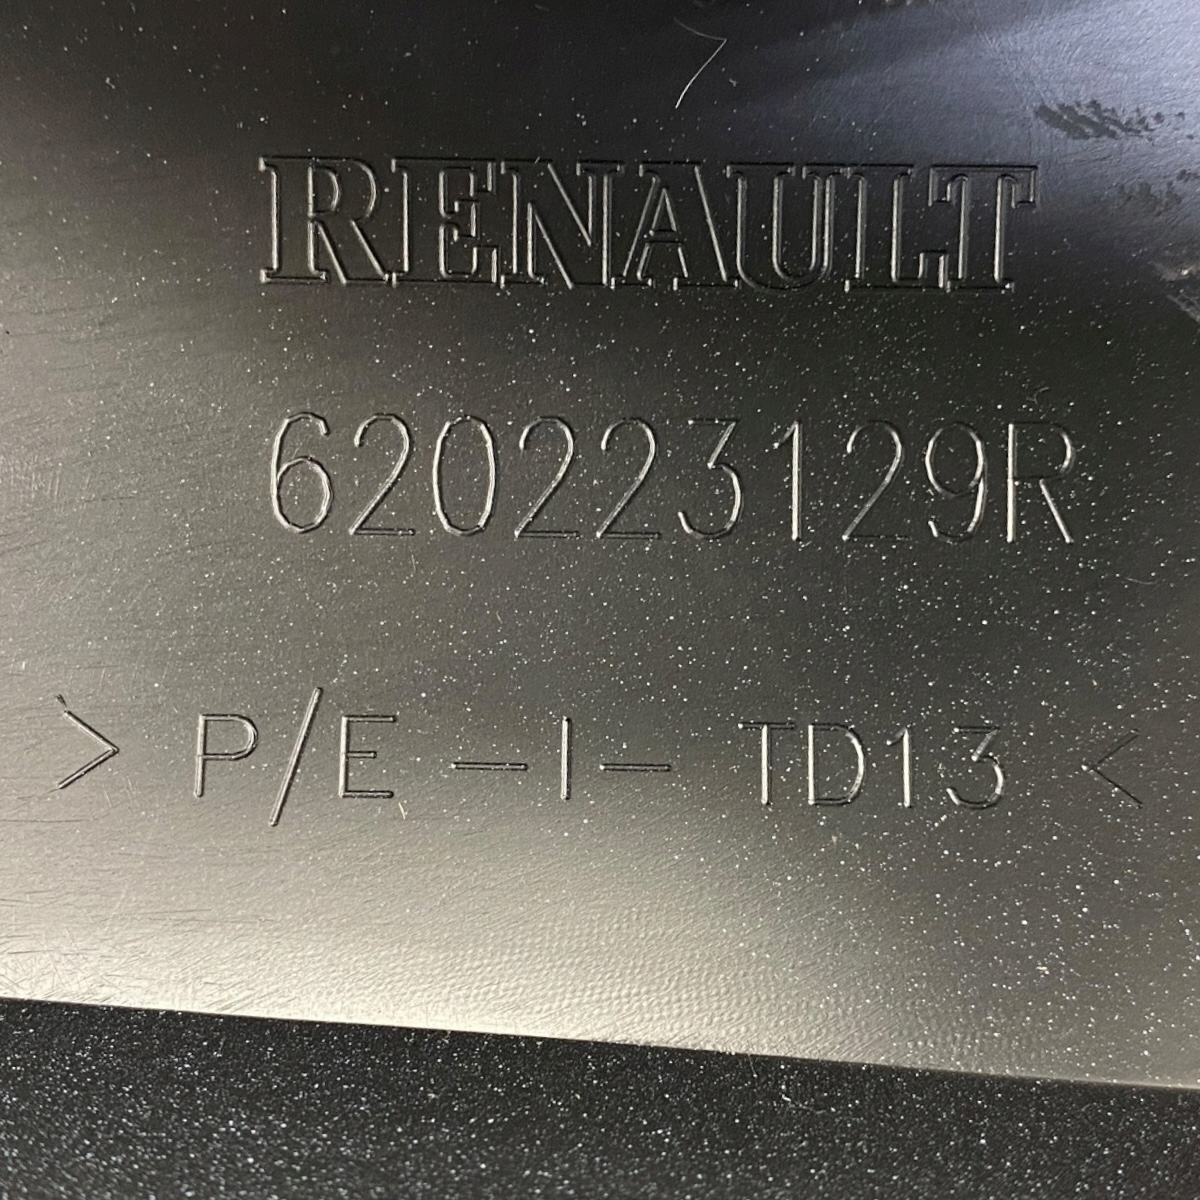 RENAULT
620223129R
> P/E -I- TD13 <